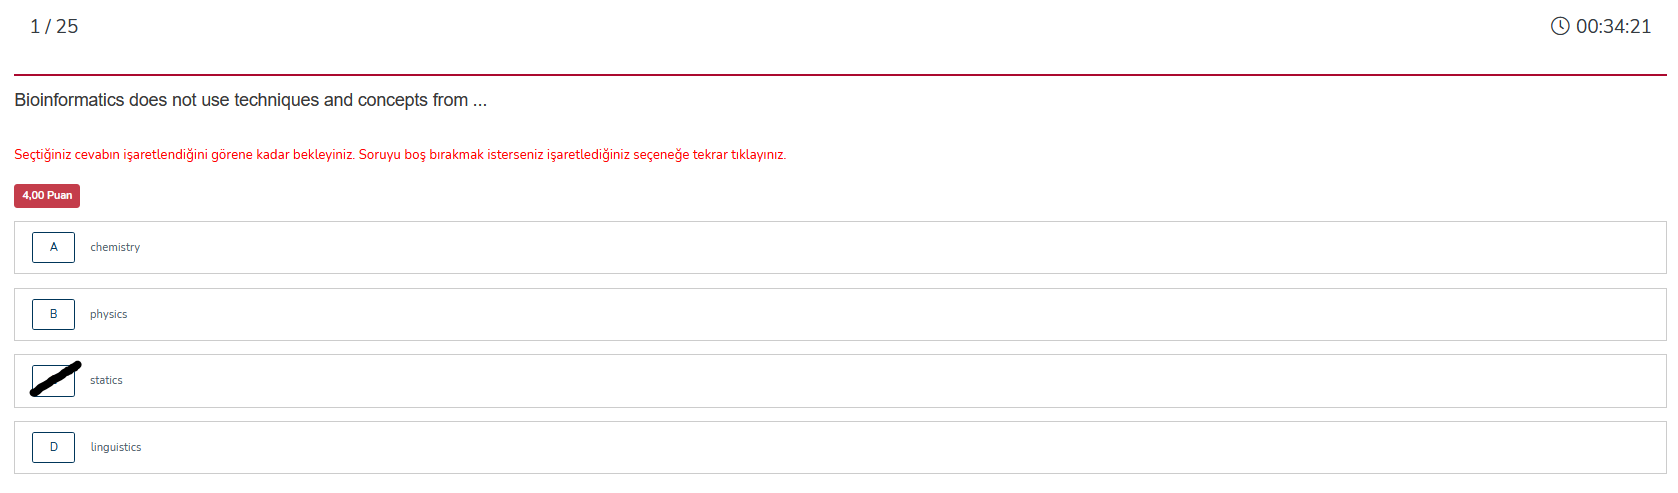 1 / 25
00:34:21
Bioinformatics does not use techniques and concepts from ...
Seçtiğiniz cevabın işaretlendiğini görene kadar bekleyiniz. Soruyu boş bırakmak isterseniz işaretlediğiniz seçeneğe tekrar tıklayınız.
4,00 Puan
A chemistry
B physics
statics
D linguistics